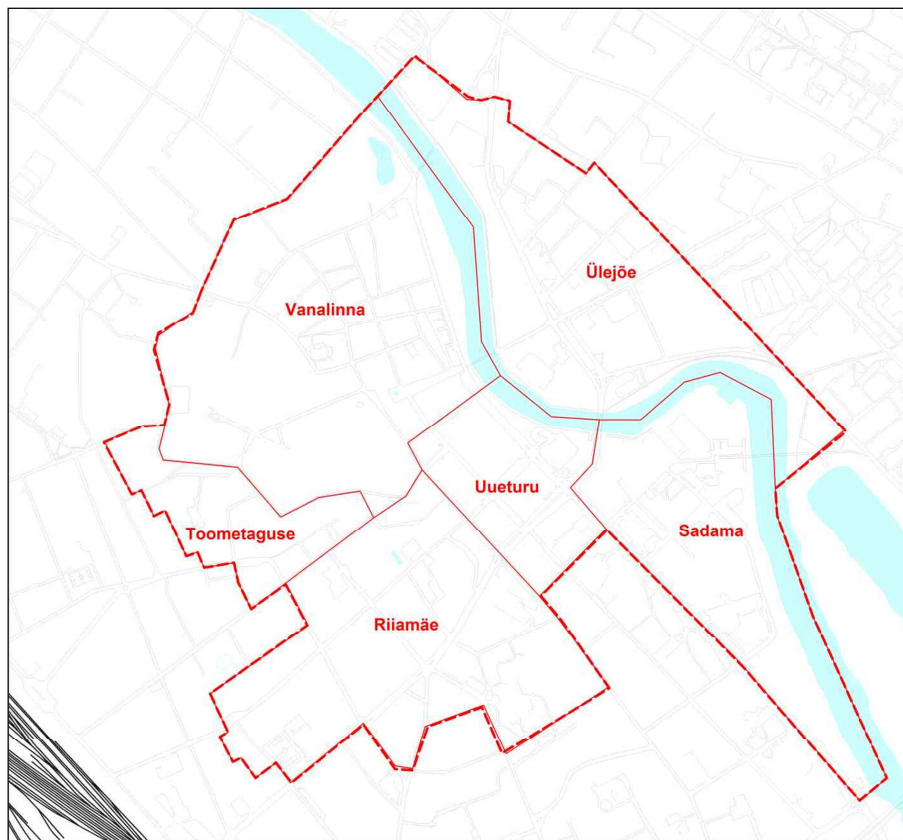 Ülejõe
Vanalinna
Uueturu
Toometaguse
Sadama
Riiamäe